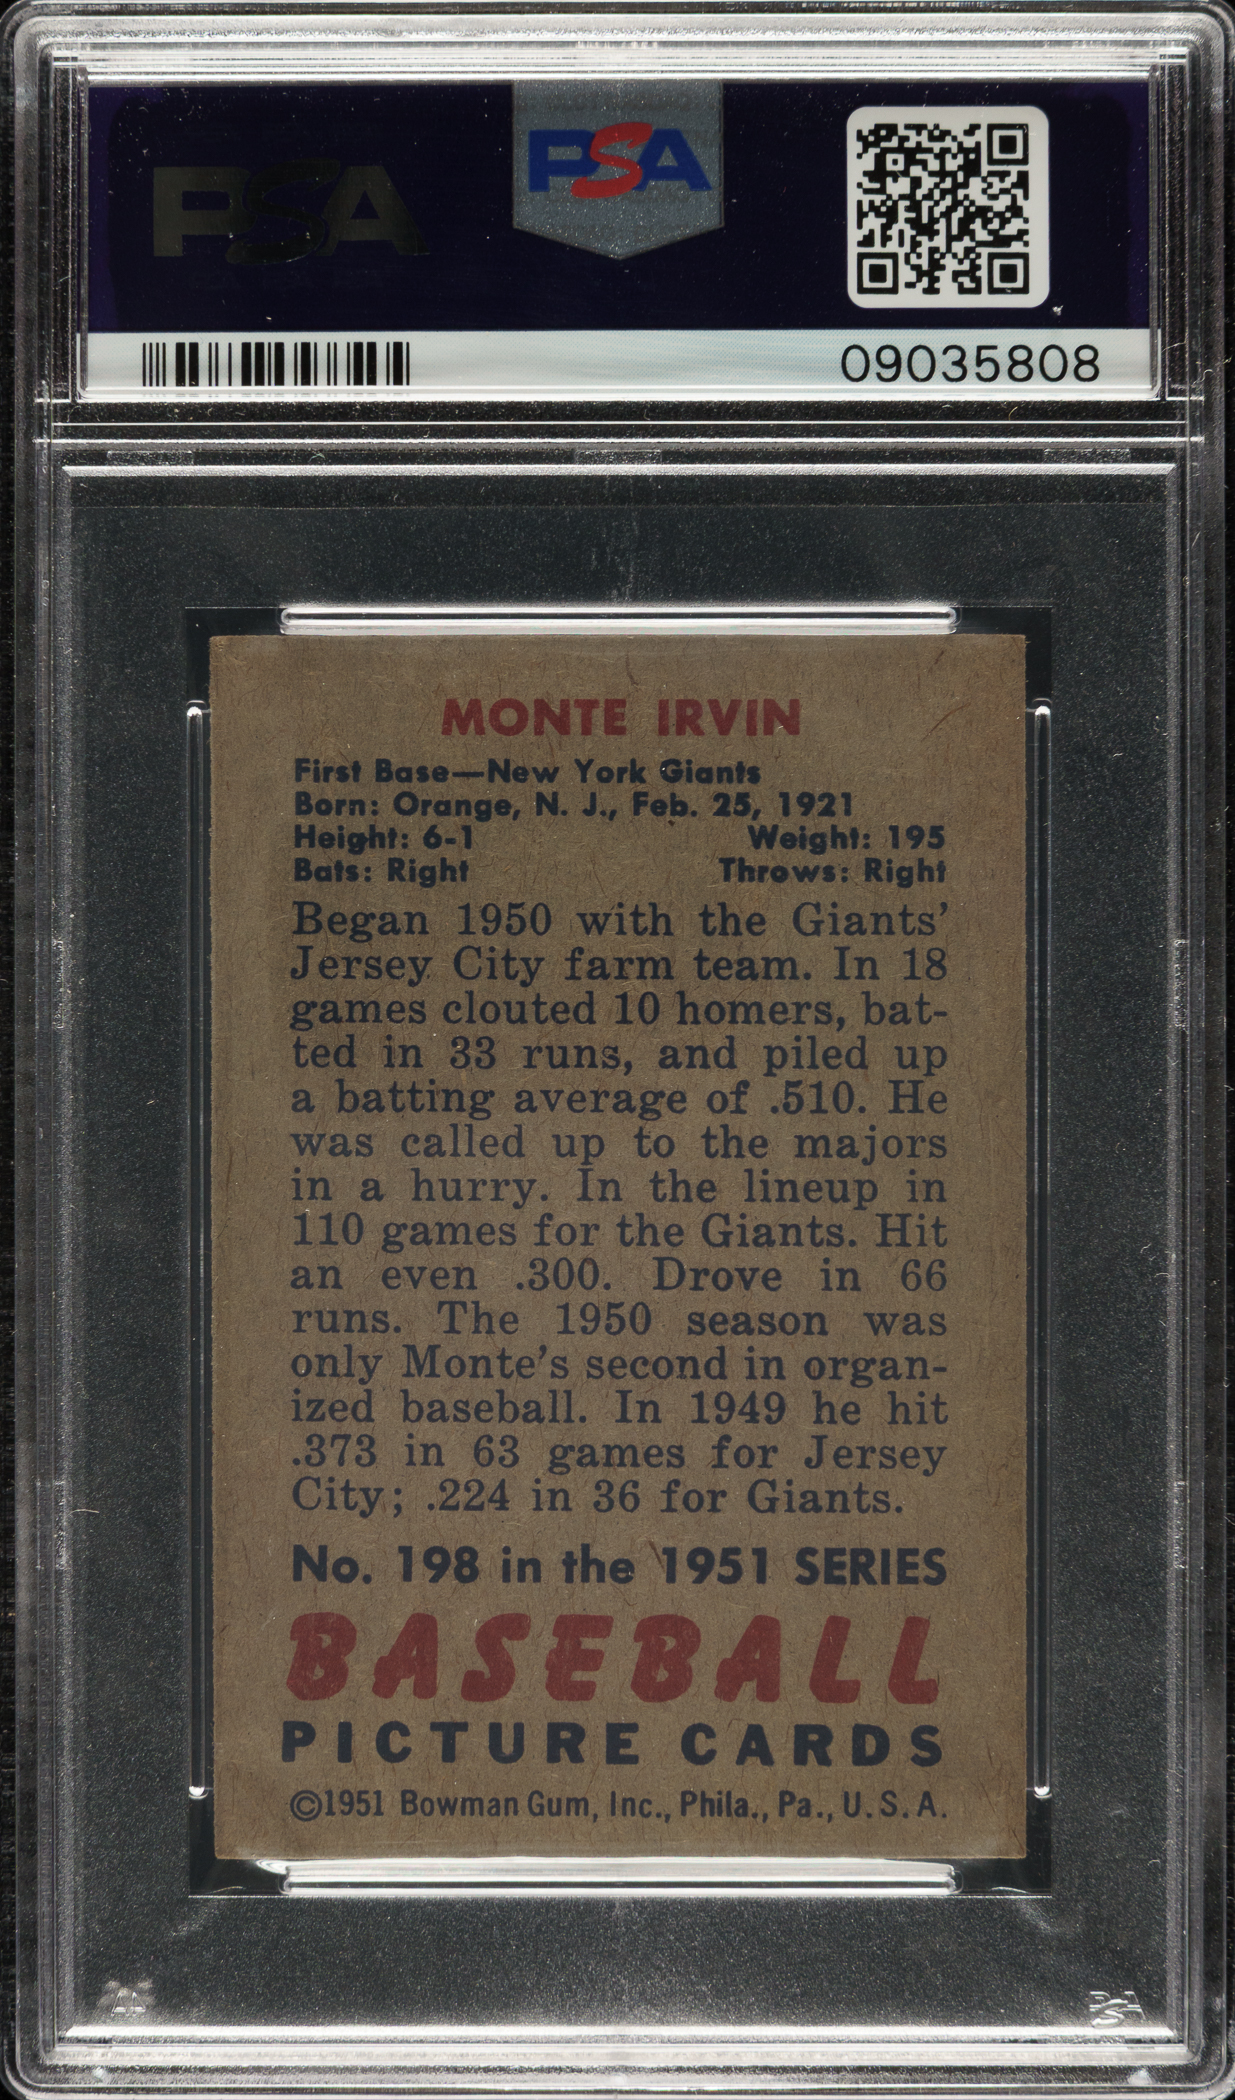 PSA
PSA
09035808
MONTE IRVIN
First Base—New York Giants
Born: Orange, N. J., Feb. 25, 1921
Height: 6-1 Weight: 195
Bats: Right Throws: Right
Began 1950 with the Giants'
Jersey City farm team. In 18
games clouted 10 homers, bat-
ted in 33 runs, and piled up
a batting average of .510. He
was called up to the majors
in a hurry. In the lineup in
110 games for the Giants. Hit
an even .300. Drove in 66
runs. The 1950 season was
only Monte's second in organ-
ized baseball. In 1949 he hit
.373 in 63 games for Jersey
City; .224 in 36 for Giants.
No. 198 in the 1951 SERIES
BASEBALL
PICTURE CARDS
©1951 Bowman Gum, Inc., Phila., Pa., U.S.A.
PSA